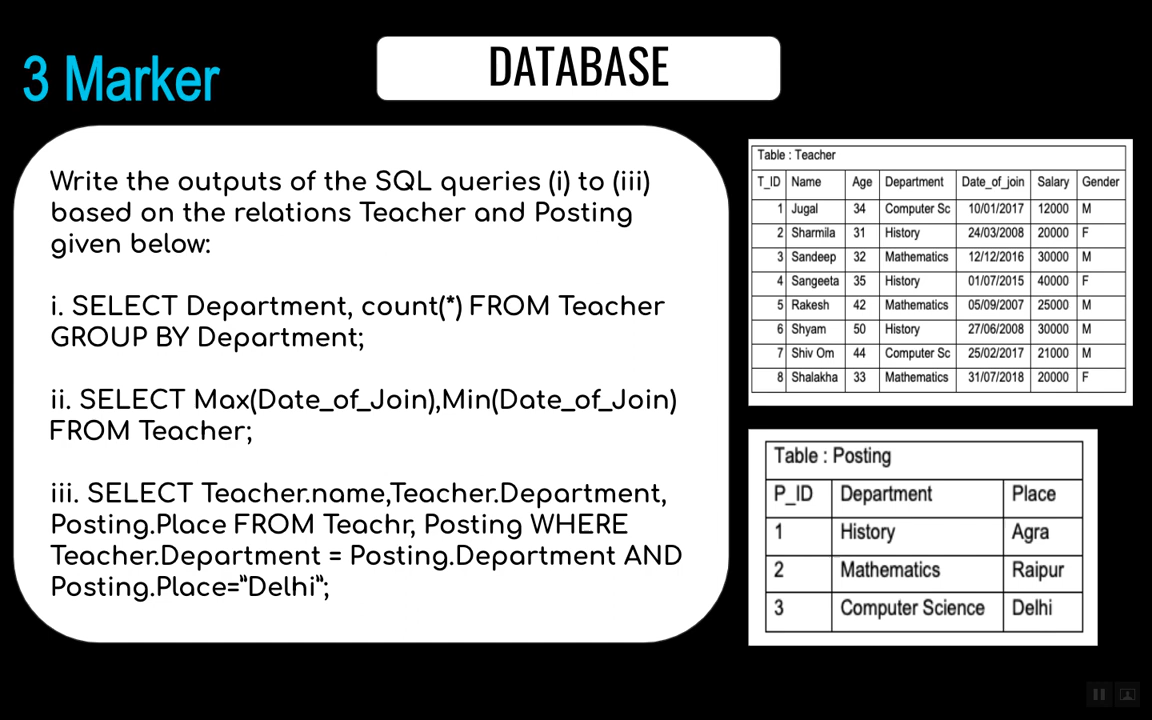 3 Marker
DATABASE
Write the outputs of the SQL queries (i) to (iii)
based on the relations Teacher and Posting
given below:
i. SELECT Department, count(*) FROM Teacher
GROUP BY Department;
ii. SELECT Max(Date_of_Join),Min(Date_of_Join)
FROM Teacher;
iii. SELECT Teacher.name,Teacher.Department,
Posting.Place FROM Teachr, Posting WHERE
Teacher.Department = Posting.Department AND
Posting.Place=”Delhi”;
Table : Teacher
T_ID Name Age Department Date_of_join Salary Gender
1 Jugal 34 Computer Sc 10/01/2017 12000 M
2 Sharmila 31 History 24/03/2008 20000 F
3 Sandeep 32 Mathematics 12/12/2016 30000 M
4 Sangeeta 35 History 01/07/2015 40000 F
5 Rakesh 42 Mathematics 05/09/2007 25000 M
6 Shyam 50 History 27/06/2008 30000 M
7 Shiv Om 44 Computer Sc 25/02/2017 21000 M
8 Shalakha 33 Mathematics 31/07/2018 20000 F
Table : Posting
P_ID Department Place
1 History Agra
2 Mathematics Raipur
3 Computer Science Delhi